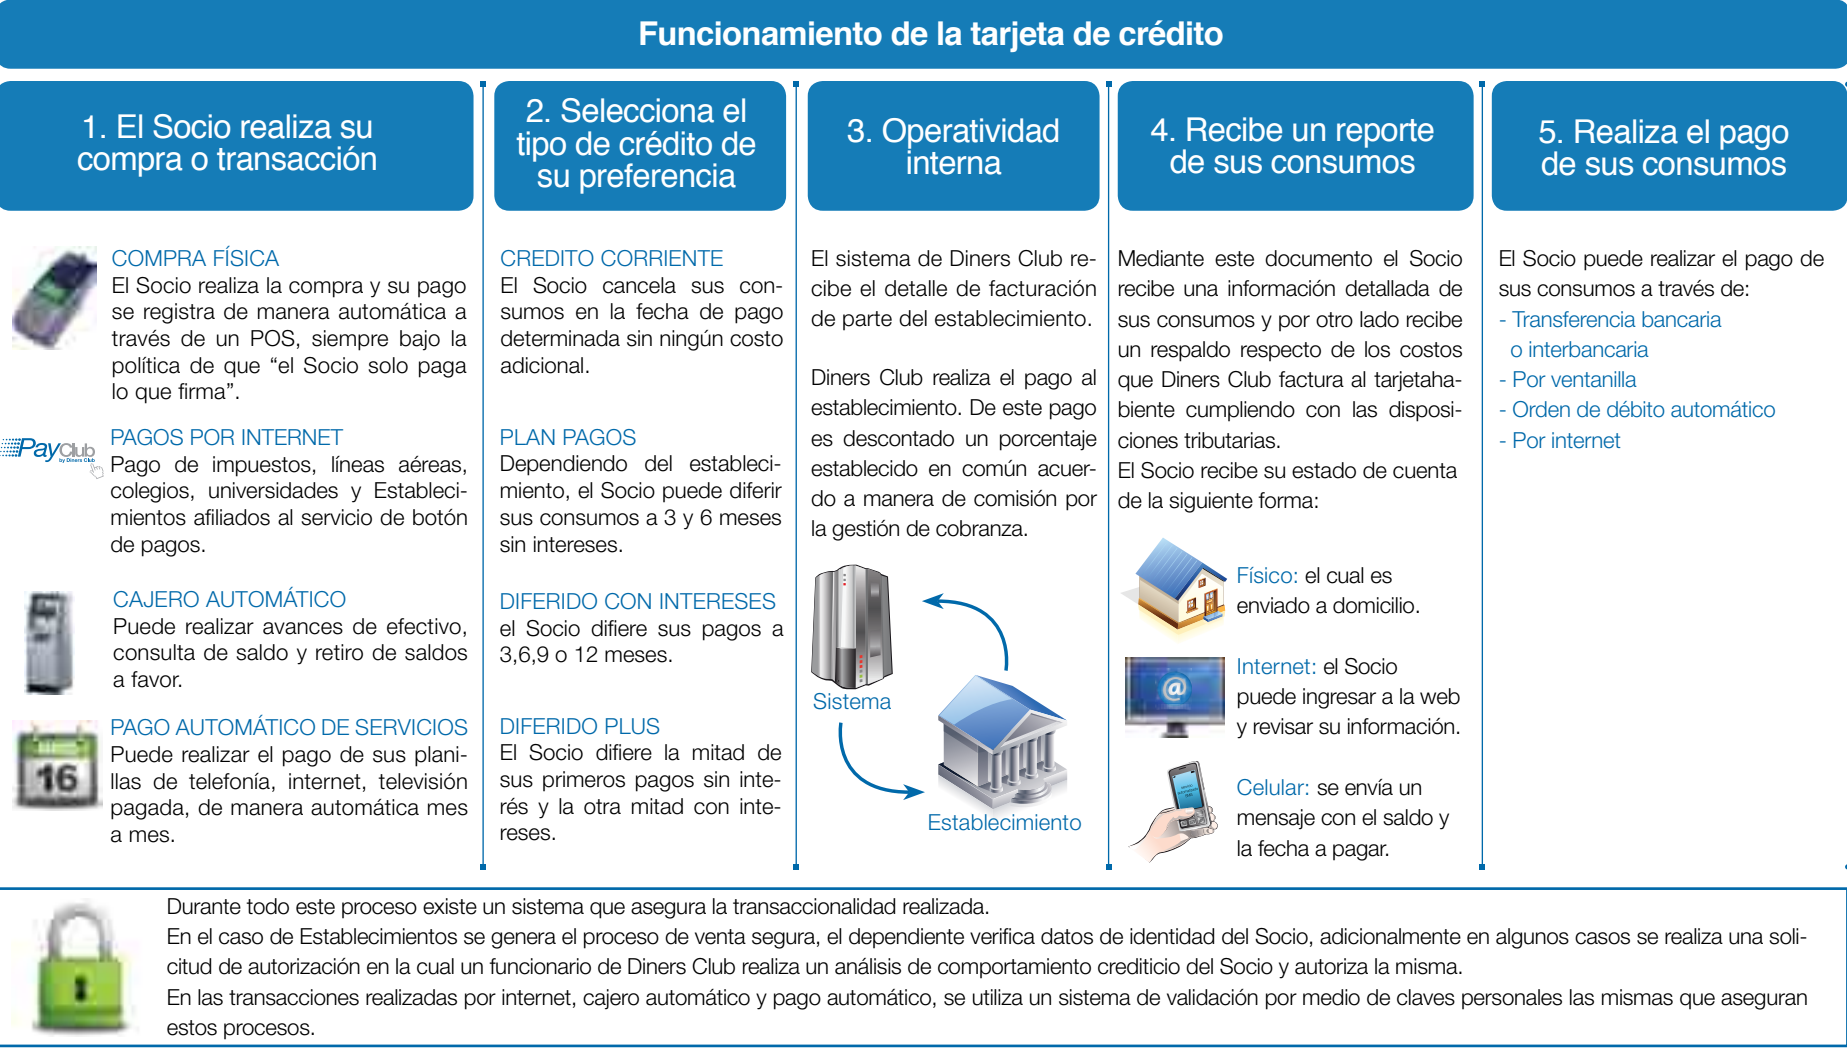 Funcionamiento de la tarjeta de crédito
1. El Socio realiza su
compra o transacción
2. Selecciona el
tipo de crédito de
su preferencia
3. Operatividad
interna
4. Recibe un reporte
de sus consumos
5. Realiza el pago
de sus consumos
COMPRA FÍSICA
El Socio realiza la compra y su pago
se registra de manera automática a
través de un POS, siempre bajo la
política de que “el Socio solo paga
lo que firma”.
PayClub
by Diners Club
PAGOS POR INTERNET
Pago de impuestos, líneas aéreas,
colegios, universidades y Estableci-
mientos afiliados al servicio de botón
de pagos.
CAJERO AUTOMÁTICO
Puede realizar avances de efectivo,
consulta de saldo y retiro de saldos
a favor.
16
PAGO AUTOMÁTICO DE SERVICIOS
Puede realizar el pago de sus plani-
llas de telefonía, internet, televisión
pagada, de manera automática mes
a mes.
CREDITO CORRIENTE
El Socio cancela sus con-
sumos en la fecha de pago
determinada sin ningún costo
adicional.
PLAN PAGOS
Dependiendo del estableci-
miento, el Socio puede diferir
sus consumos a 3 y 6 meses
sin intereses.
DIFERIDO CON INTERESES
el Socio difiere sus pagos a
3,6,9 o 12 meses.
DIFERIDO PLUS
El Socio difiere la mitad de
sus primeros pagos sin inte-
rés y la otra mitad con inte-
reses.
El sistema de Diners Club re-
cibe el detalle de facturación
de parte del establecimiento.
Diners Club realiza el pago al
establecimiento. De este pago
es descontado un porcentaje
establecido en común acuer-
do a manera de comisión por
la gestión de cobranza.
Sistema
Establecimiento
Mediante este documento el Socio
recibe una información detallada de
sus consumos y por otro lado recibe
un respaldo respecto de los costos
que Diners Club factura al tarjetaha-
biente cumpliendo con las disposi-
ciones tributarias.
El Socio recibe su estado de cuenta
de la siguiente forma:
Físico: el cual es
enviado a domicilio.
@
Internet: el Socio
puede ingresar a la web
y revisar su información.
Celular: se envía un
mensaje con el saldo y
la fecha a pagar.
El Socio puede realizar el pago de
sus consumos a través de:
- Transferencia bancaria
o interbancaria
- Por ventanilla
- Orden de débito automático
- Por internet
Durante todo este proceso existe un sistema que asegura la transaccionalidad realizada.
En el caso de Establecimientos se genera el proceso de venta segura, el dependiente verifica datos de identidad del Socio, adicionalmente en algunos casos se realiza una soli-
citud de autorización en la cual un funcionario de Diners Club realiza un análisis de comportamiento crediticio del Socio y autoriza la misma.
En las transacciones realizadas por internet, cajero automático y pago automático, se utiliza un sistema de validación por medio de claves personales las mismas que aseguran
estos procesos.